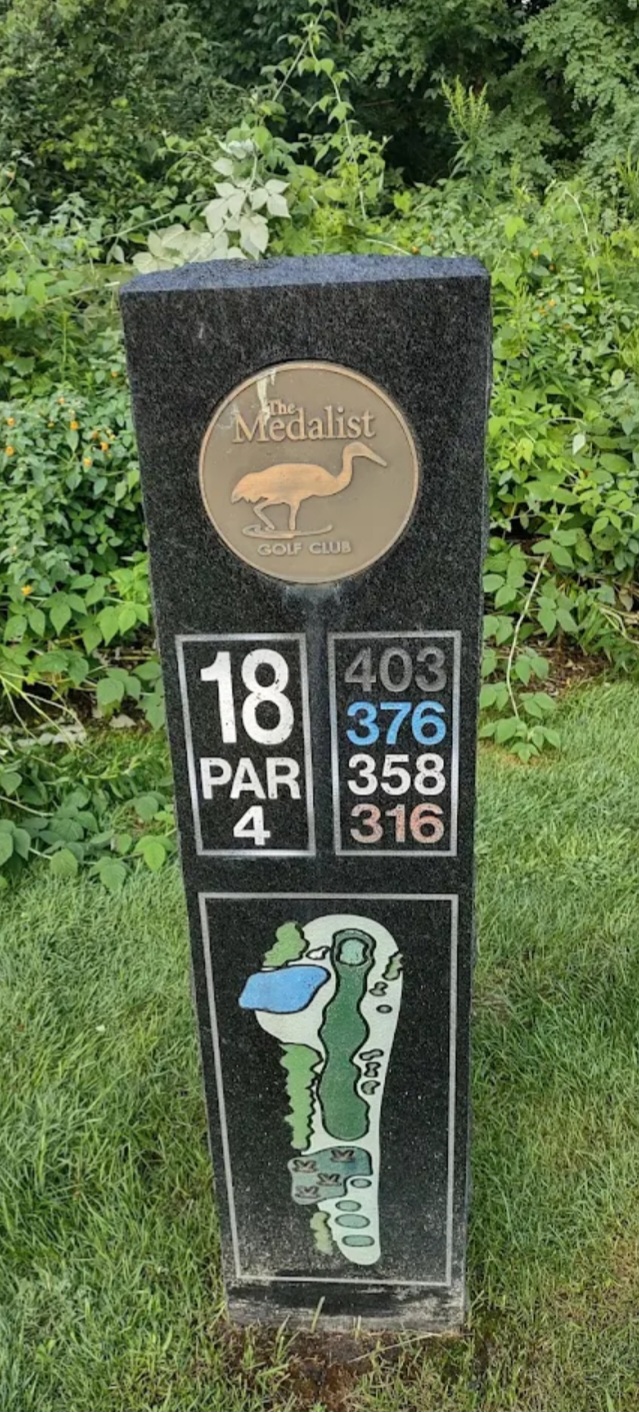 The
Medalist
GOLF CLUB
18
PAR
4
403
376
358
316